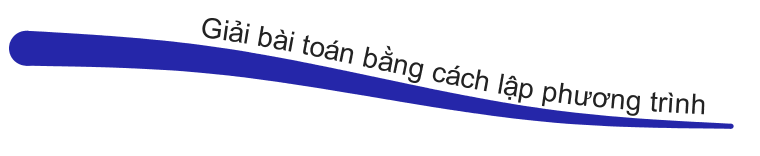 Giải bài toán bằng cách lập phương trình